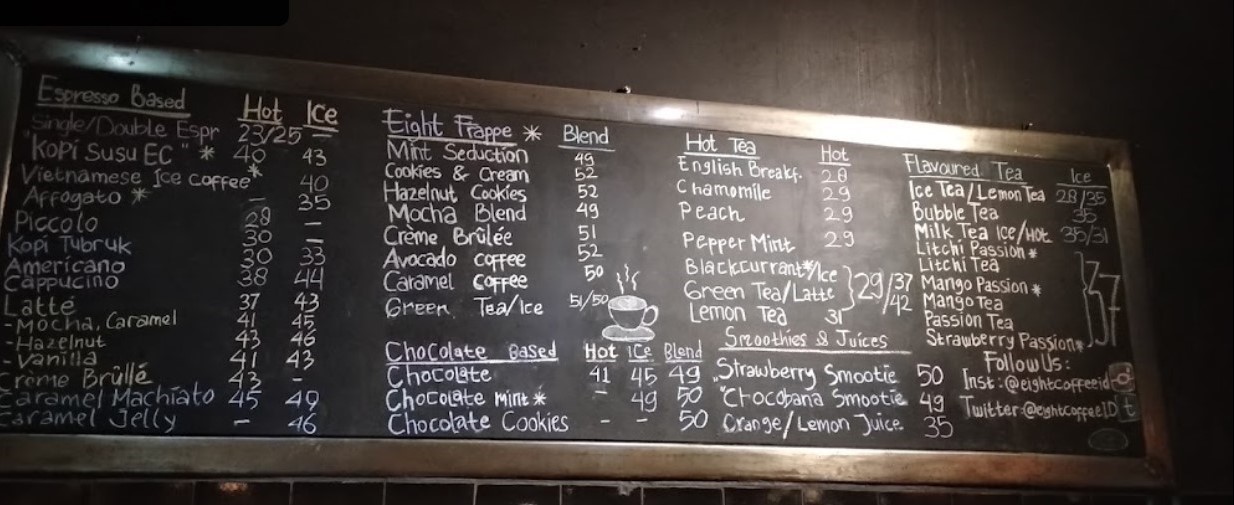 Espresso Based Hot Ice
Single/Double Espr 23/25 -
"Kopi Susu EC" * 40 43
Vietnamese Ice Coffee* 40
Affogato * - 35
Piccolo 28 -
Kopi Tubruk 30 -
Americano 30 33
Cappucino 38 44
Latte 37 43
-Mocha, Caramel 41 45
-Hazelnut 43 46
-Vanilla 41 43
Creme Brûllé 43 -
Caramel Machiato 45 49
Caramel Jelly - 46
Eight Frappe * Blend
Mint Seduction 49
Cookies & Cream 52
Hazelnut Cookies 52
Mocha Blend 49
Crème Brûlée 51
Avocado coffee 52
Caramel Coffee 50
Green Tea/Ice 51/50
Chocolate Based Hot ICe Blend
Chocolate 41 45 49
Chocolate Mint * - 49 50
Chocolate Cookies - - 50
Hot Tea Hot
English Breakf. 28
Chamomile 29
Peach 29
Pepper Mint 29
Blackcurrant*/Ice
Green Tea/Latte } 29/37/42
Lemon Tea 31
Smoothies & Juices
"Strawberry Smootie 50
"Chocobana Smootie 49
Orange/Lemon Juice. 35
Flavoured Tea Ice
Ice Tea/Lemon Tea 28/35
Bubble Tea 35
Milk Tea Ice/Hot 35/31
Litchi Passion *
Litchi Tea
Mango Passion *
Mango Tea } 37
Passion Tea
Strawberry Passion*
Follow Us:
Inst: @eightcoffeeid
Twitter:@eightcoffeeID t